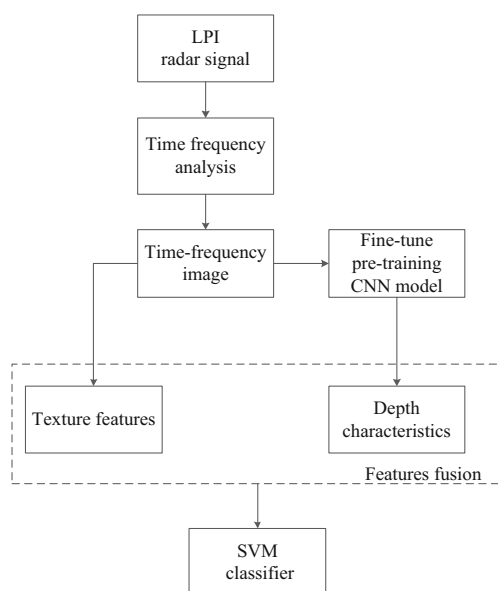 LPI
radar signal
Time frequency
analysis
Time-frequency
image
Fine-tune
pre-training
CNN model
Texture features
Depth
characteristics
Features fusion
SVM
classifier